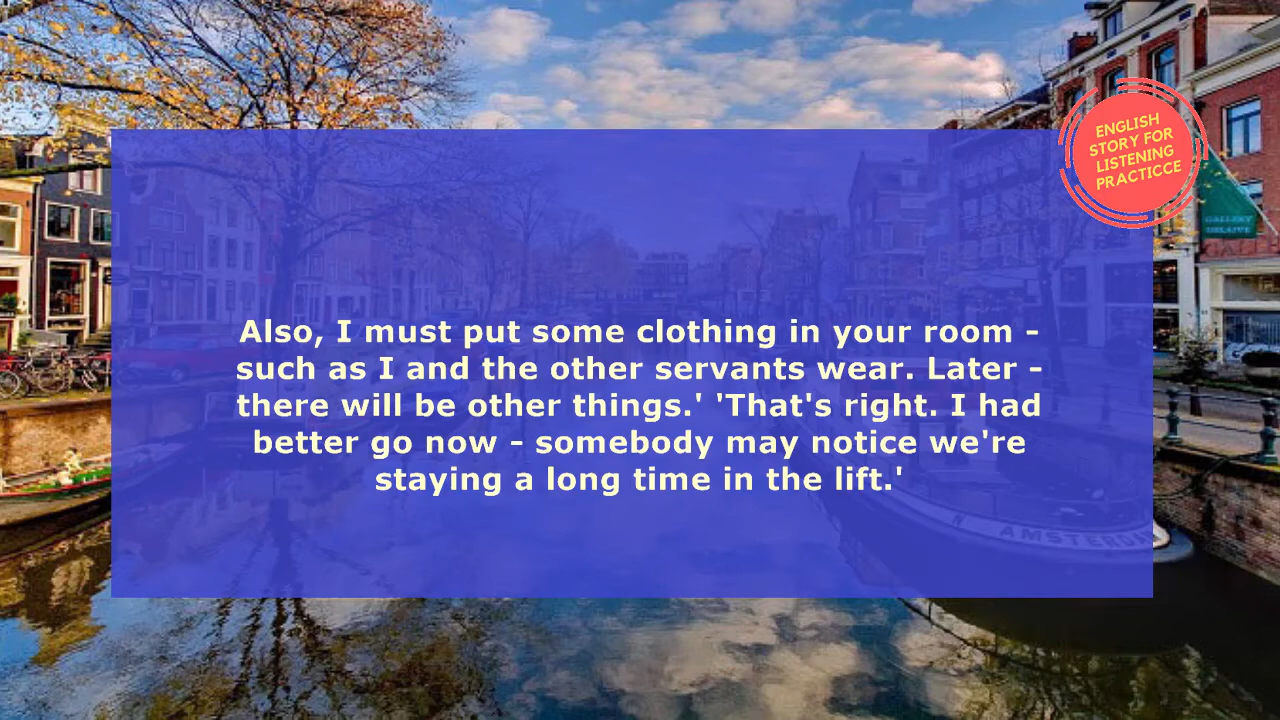 ENGLISH
STORY FOR
LISTENING
PRACTICCE
GALLERY
Also, I must put some clothing in your room -
such as I and the other servants wear. Later -
there will be other things.' 'That's right. I had
better go now - somebody may notice we're
staying a long time in the lift.'
AMSTERDAM